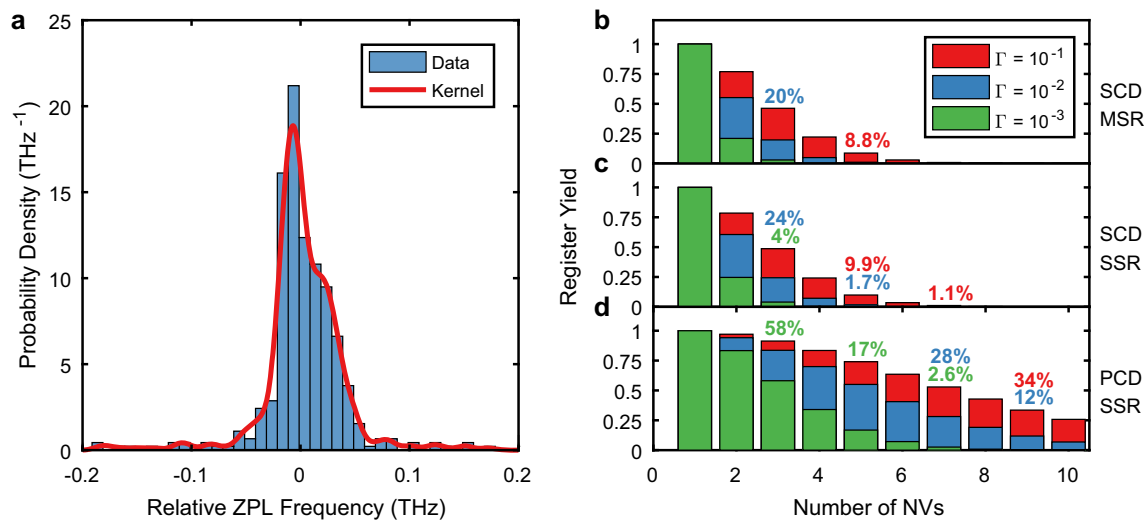 a
25
20
15
10
5
0
-0.2
-0.1
0
0.1
0.2
Probability Density (THz⁻¹)
Relative ZPL Frequency (THz)
Data
Kernel
b
1
0.75
0.5
0.25
0
20%
8.8%
Γ = 10⁻¹
Γ = 10⁻²
Γ = 10⁻³
SCD
MSR
c
1
0.75
0.5
0.25
0
24%
4%
9.9%
1.7%
1.1%
SCD
SSR
Register Yield
d
1
0.75
0.5
0.25
0
58%
17%
28%
2.6%
34%
12%
PCD
SSR
0
2
4
6
8
10
Number of NVs